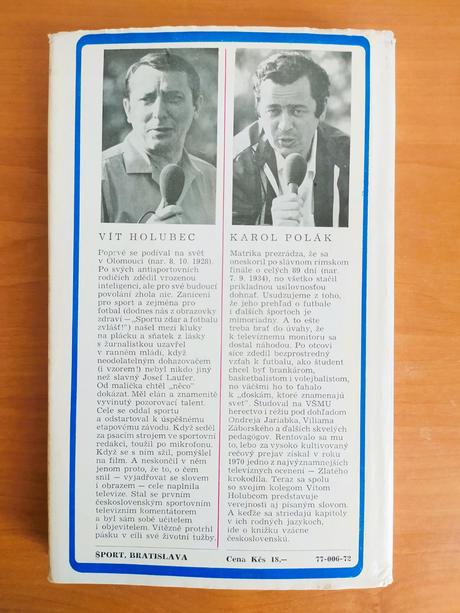 VÍT HOLUBEC
Poprvé se podíval na svět
v Olomouci (nar. 8. 10. 1928).
Po svých antisportovních
rodičích zdědil vrozenou
inteligenci, ale pro své budoucí
povolání zhola nic. Zanícení
pro sport a zejména pro
fotbal (dodnes nás z obrazovky
zdraví — „Sportu zdar a fotbalu
zvlášť!") našel mezi kluky
na plácku a sňatek z lásky
s žurnalistikou uzavřel
v ranném mládí, když
neodolatelným dohazovačem
(i vzorem!) nebyl nikdo jiný
než slavný Josef Laufer.
Od malička chtěl „něco"
dokázat. Měl elán a znamenitě
vyvinutý pozorovací talent.
Cele se oddal sportu
a odstartoval k úspěšnému
etapovému závodu. Když seděl
za psacím strojem ve sportovní
redakci, toužil po mikrofonu.
Když se s ním sžil, pomýšlel
na film. A neskončil v něm
jenom proto, že to, o čem
snil — vyjadřovat se slovem
i obrazem — cele naplnila
televize. Stal se prvním
československým sportovním
televizním komentátorem
a byl sám sobě učitelem
i objevitelem. Vítězně protrhl
pásku v cíli své životní tužby.
KAROL POLÁK
Matrika prezrádza, že sa
oneskoril po slávnom rímskom
finále o celých 89 dní (nar.
7. 9. 1934), no všetko stačil
príkladnou usilovnosťou
dohnať. Usudzujeme z toho,
že jeho prehľad o futbale
i ďalších športoch je
mimoriadny. A to ešte
treba brať do úvahy, že
k televíznemu monitoru sa
dostal náhodou. Po otcovi
síce zdedil bezprostredný
vzťah k futbalu, ako študent
chcel byť brankárom,
basketbalistom i volejbalistom,
no väčšmi ho to ťahalo
k „doskám, ktoré znamenajú
svet". Študoval na VŠMU
herectvo i réžiu pod dohľadom
Ondreja Jariabka, Viliama
Záborského a ďalších skvelých
pedagógov. Rentovalo sa mu
to, lebo za vysoko kultivovaný
rečový prejav získal v roku
1970 jedno z najvýznamnejších
televíznych ocenení — Zlatého
krokodíla. Teraz sa spolu
so svojím kolegom Vítom
Holubcom predstavuje
verejnosti aj písaným slovom.
A keďže sa striedajú kapitoly
v ich rodných jazykoch,
ide o knižku vzácne
československú.
ŠPORT, BRATISLAVA
Cena Kčs 18,—
77-006-72